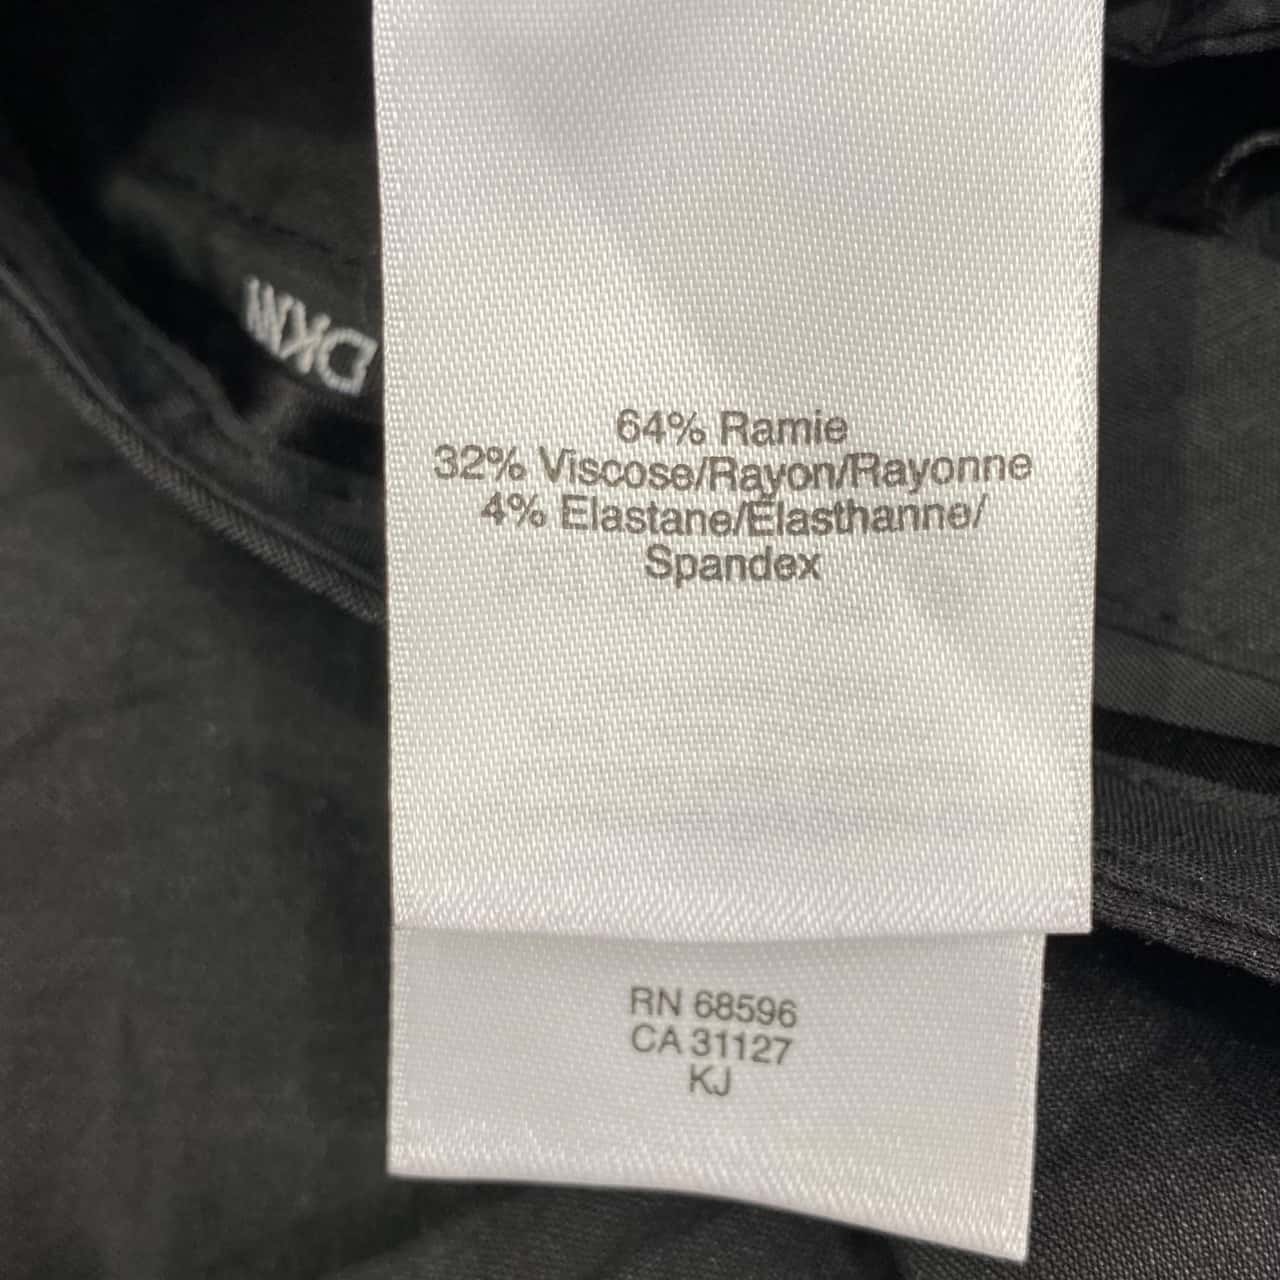 DKNY
64% Ramie
32% Viscose/Rayon/Rayonne
4% Elastane/Élasthanne/
Spandex
RN 68596
CA 31127
KJ